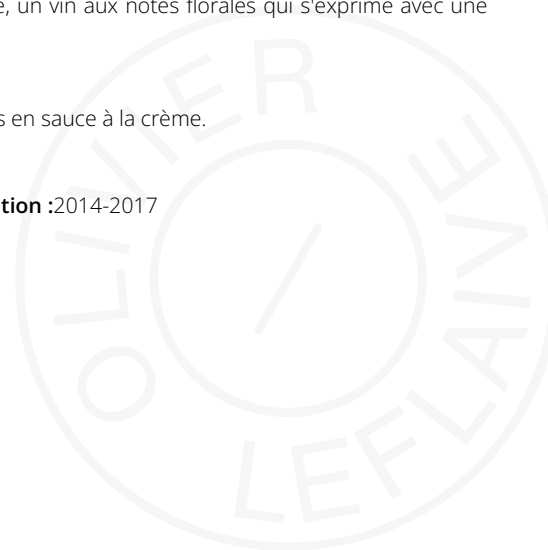 , un vin aux notes florales qui s'exprime avec une
s en sauce à la crème.
tion :2014-2017
OLIVIER
LEFLAIVE